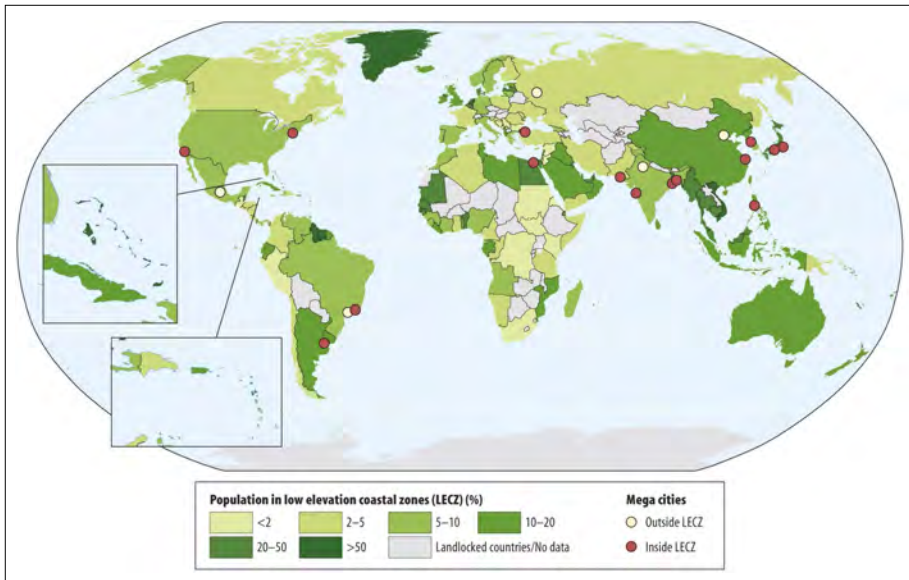 Population in low elevation coastal zones (LECZ) (%)
Mega cities
<2
2–5
5–10
10–20
Outside LECZ
20–50
>50
Landlocked countries/No data
Inside LECZ